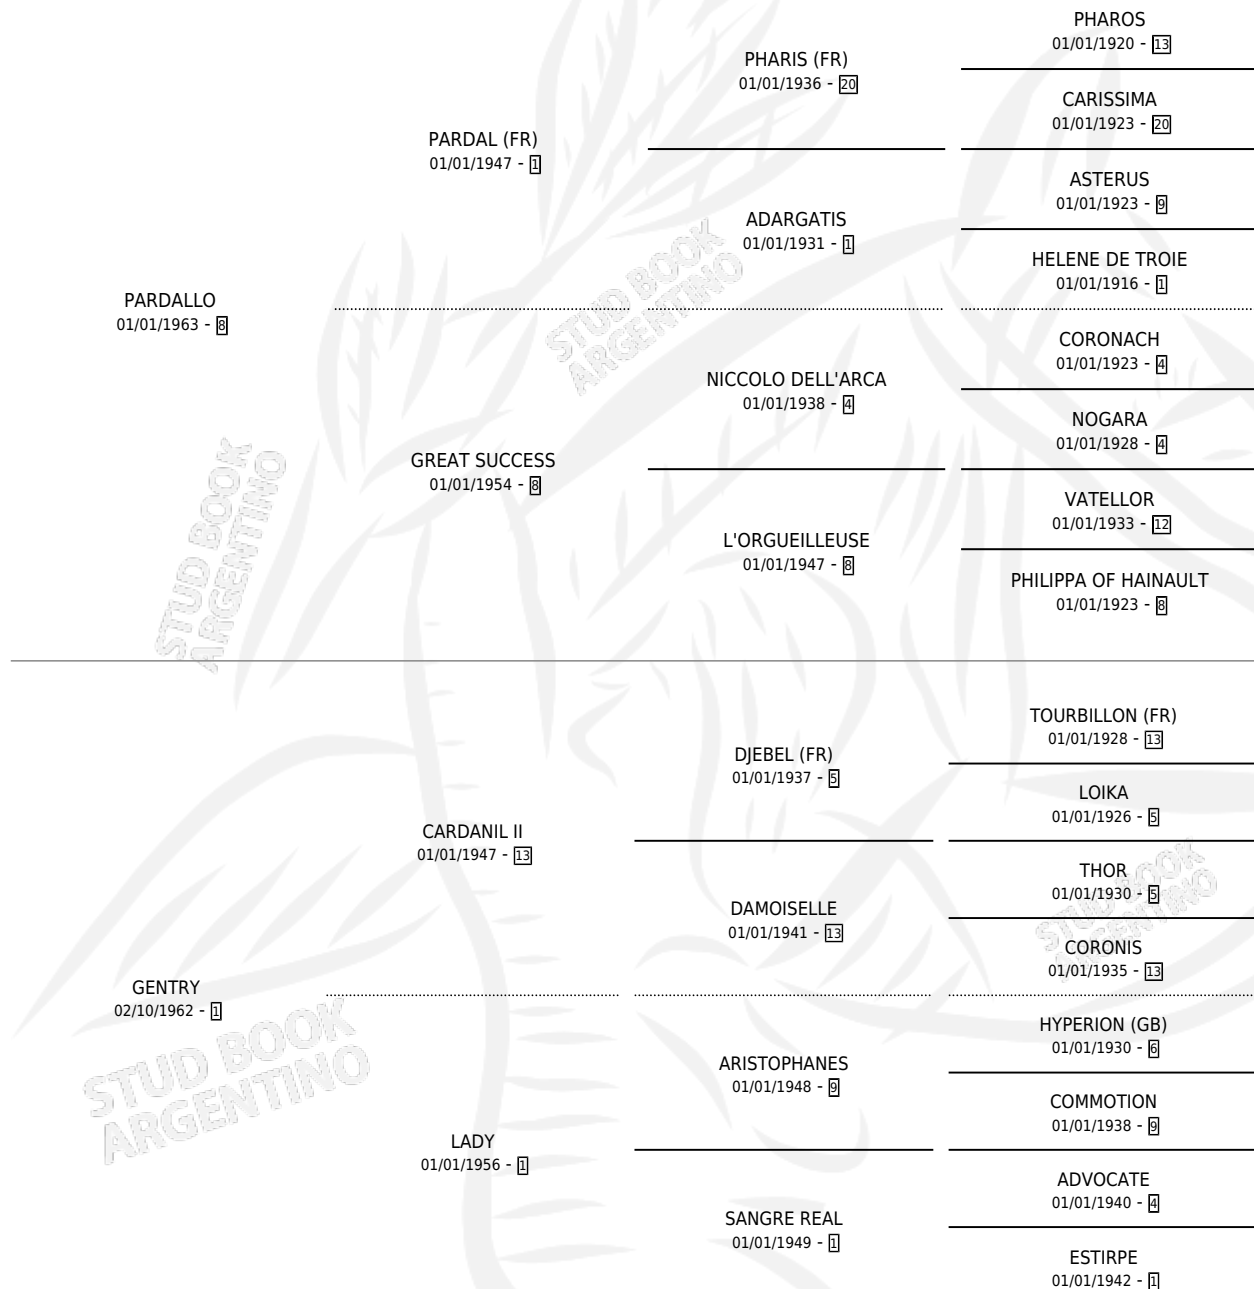 PHAROS
01/01/1920 - 13
PHARIS (FR)
01/01/1936 - 20
CARISSIMA
01/01/1923 - 20
PARDAL (FR)
01/01/1947 - 1
ASTERUS
01/01/1923 - 9
ADARGATIS
01/01/1931 - 1
HELENE DE TROIE
01/01/1916 - 1
PARDALLO
01/01/1963 - 8
CORONACH
01/01/1923 - 4
NICCOLO DELL'ARCA
01/01/1938 - 4
NOGARA
01/01/1928 - 4
GREAT SUCCESS
01/01/1954 - 8
VATELLOR
01/01/1933 - 12
L'ORGUEILLEUSE
01/01/1947 - 8
PHILIPPA OF HAINAULT
01/01/1923 - 8
TOURBILLON (FR)
01/01/1928 - 13
DJEBEL (FR)
01/01/1937 - 5
LOIKA
01/01/1926 - 5
CARDANIL II
01/01/1947 - 13
THOR
01/01/1930 - 5
DAMOISELLE
01/01/1941 - 13
CORONIS
01/01/1935 - 13
GENTRY
02/10/1962 - 1
HYPERION (GB)
01/01/1930 - 6
ARISTOPHANES
01/01/1948 - 9
COMMOTION
01/01/1938 - 9
LADY
01/01/1956 - 1
ADVOCATE
01/01/1940 - 4
SANGRE REAL
01/01/1949 - 1
ESTIRPE
01/01/1942 - 1
STUD BOOK
ARGENTINO
STUD BOOK
ARGENTINO
STUD BOOK
ARGENTINO
STUD BOOK
ARGENTINO